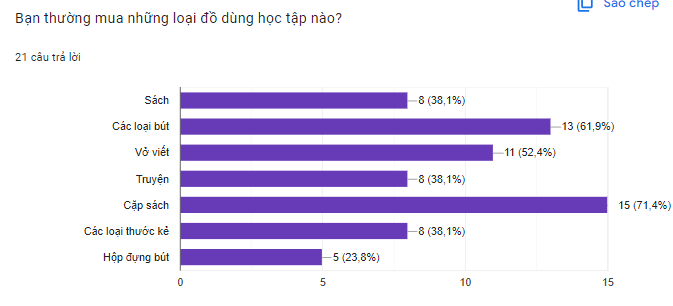 Sao chép
Bạn thường mua những loại đồ dùng học tập nào?
21 câu trả lời
Sách 8 (38,1%)
Các loại bút 13 (61,9%)
Vở viết 11 (52,4%)
Truyện 8 (38,1%)
Cặp sách 15 (71,4%)
Các loại thước kẻ 8 (38,1%)
Hộp đựng bút 5 (23,8%)
0 5 10 15